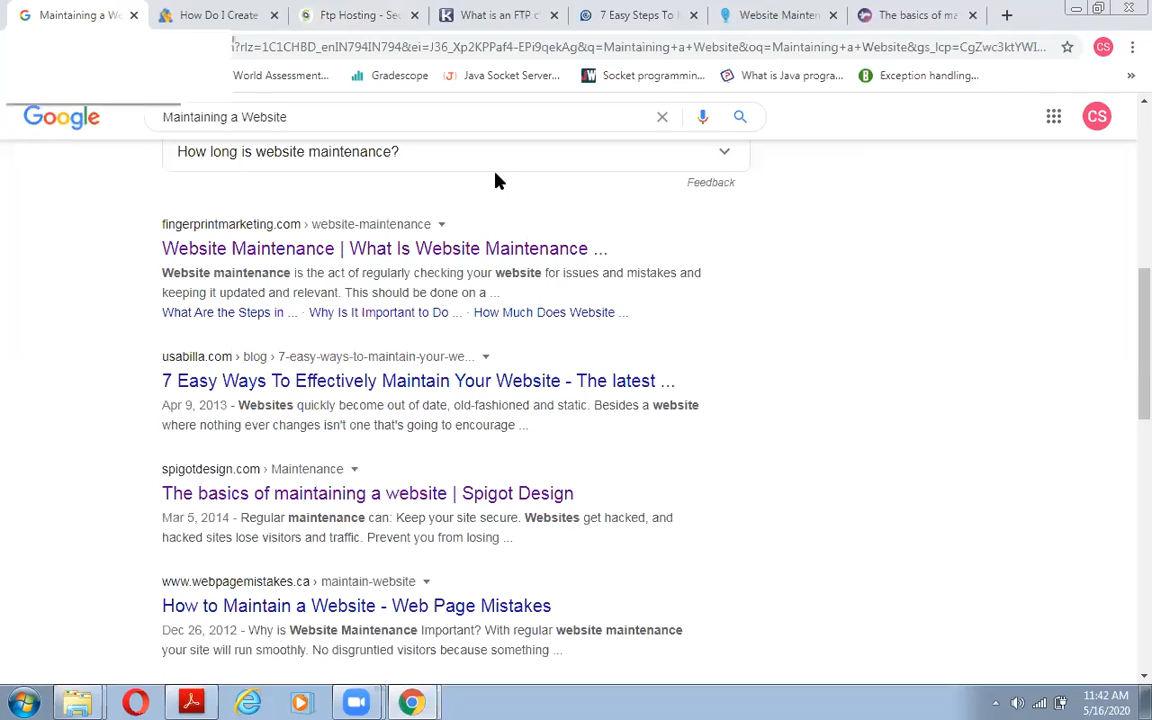 Maintaining a We
How Do I Create
Ftp Hosting - Sec
What is an FTP c
7 Easy Steps To
Website Mainten
The basics of ma
?rlz=1C1CHBD_enIN794IN794&ei=J36_Xp2KPPaf4-EPi9qekAg&q=Maintaining+a+Website&oq=Maintaining+a+Website&gs_lcp=CgZwc3ktYWI...
CS
World Assessment...
Gradescope
Java Socket Server...
Socket programmin...
What is Java progra...
Exception handling...
»
Google
Maintaining a Website
CS
How long is website maintenance?
Feedback
fingerprintmarketing.com › website-maintenance
Website Maintenance | What Is Website Maintenance ...
Website maintenance is the act of regularly checking your website for issues and mistakes and
keeping it updated and relevant. This should be done on a ...
What Are the Steps in ... · Why Is It Important to Do ... · How Much Does Website ...
usabilla.com › blog › 7-easy-ways-to-maintain-your-we...
7 Easy Ways To Effectively Maintain Your Website - The latest ...
Apr 9, 2013 - Websites quickly become out of date, old-fashioned and static. Besides a website
where nothing ever changes isn't one that's going to encourage ...
spigotdesign.com › Maintenance
The basics of maintaining a website | Spigot Design
Mar 5, 2014 - Regular maintenance can: Keep your site secure. Websites get hacked, and
hacked sites lose visitors and traffic. Prevent you from losing ...
www.webpagemistakes.ca › maintain-website
How to Maintain a Website - Web Page Mistakes
Dec 26, 2012 - Why is Website Maintenance Important? With regular website maintenance
your site will run smoothly. No disgruntled visitors because something ...
11:42 AM
5/16/2020